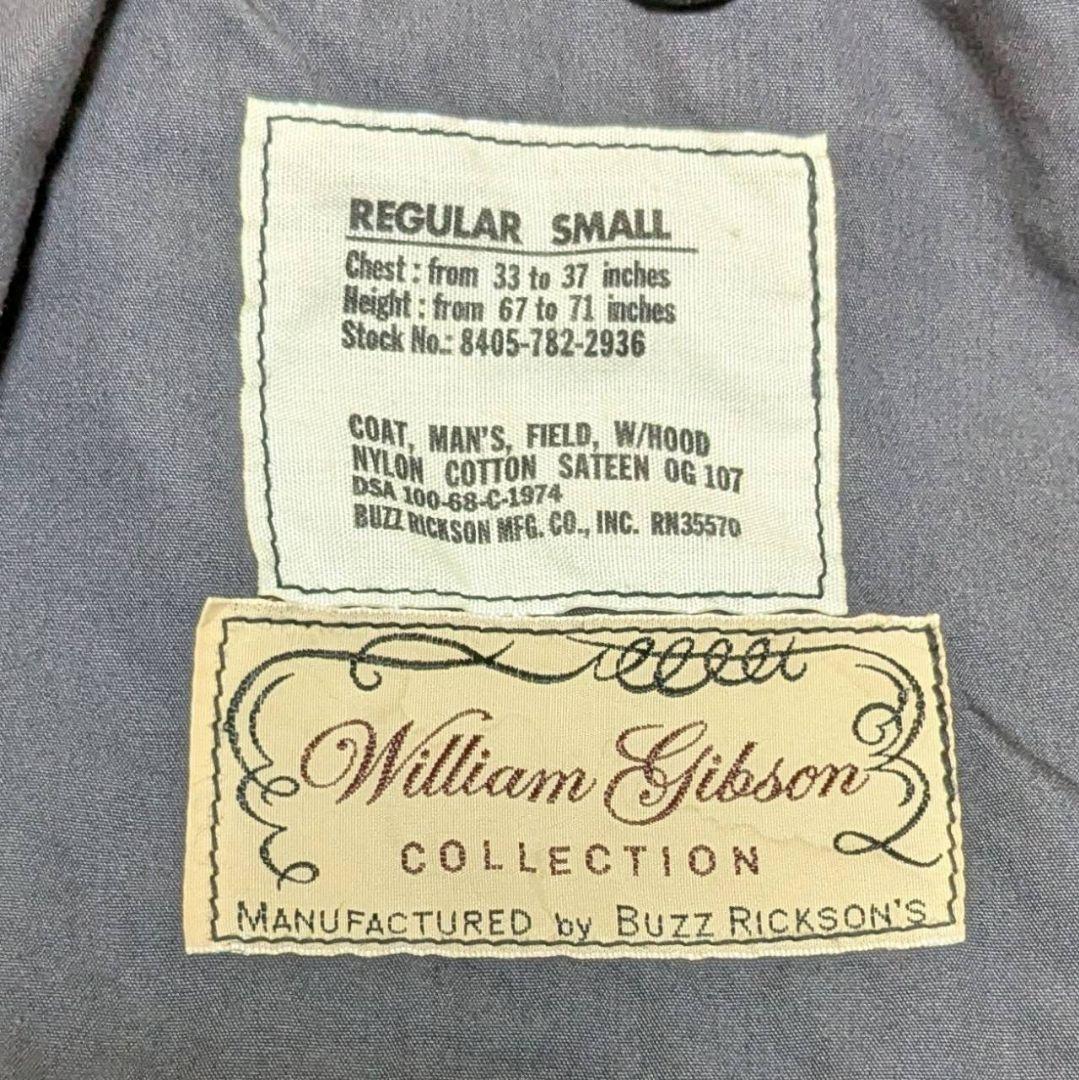 REGULAR SMALL
Chest : from 33 to 37 inches
Height : from 67 to 71 inches
Stock No.: 8405-782-2936
COAT, MAN'S, FIELD, W/HOOD
NYLON COTTON SATEEN OG 107
DSA 100-68-C-1974
BUZZ RICKSON MFG. CO., INC. RN35570
William Gibson
COLLECTION
MANUFACTURED by BUZZ RICKSON'S